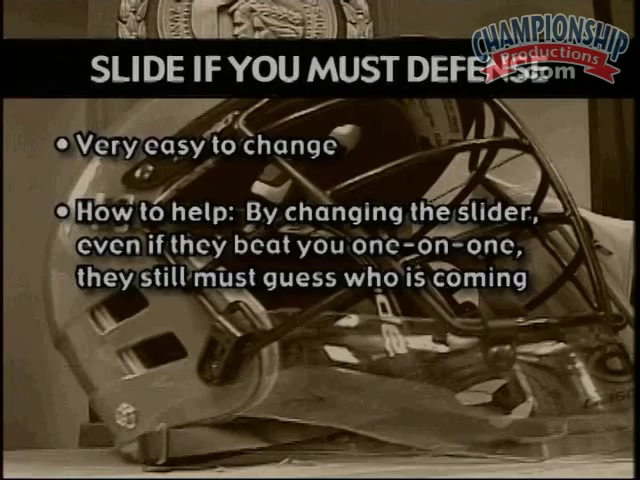 CHAMPIONSHIP
Productions
.com
SLIDE IF YOU MUST DEFENSE
• Very easy to change
• How to help: By changing the slider,
even if they beat you one-on-one,
they still must guess who is coming